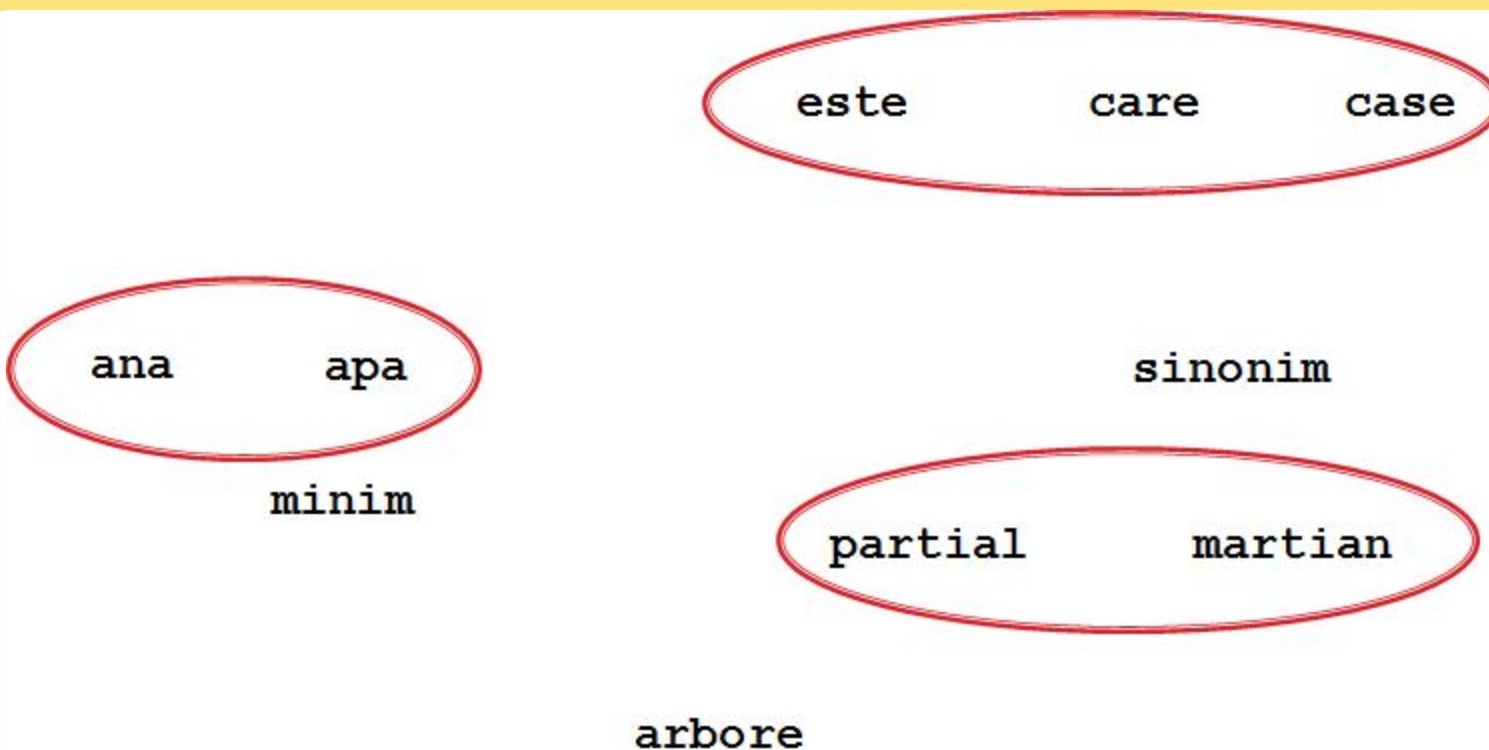 este care case
ana apa
sinonim
minim
partial martian
arbore